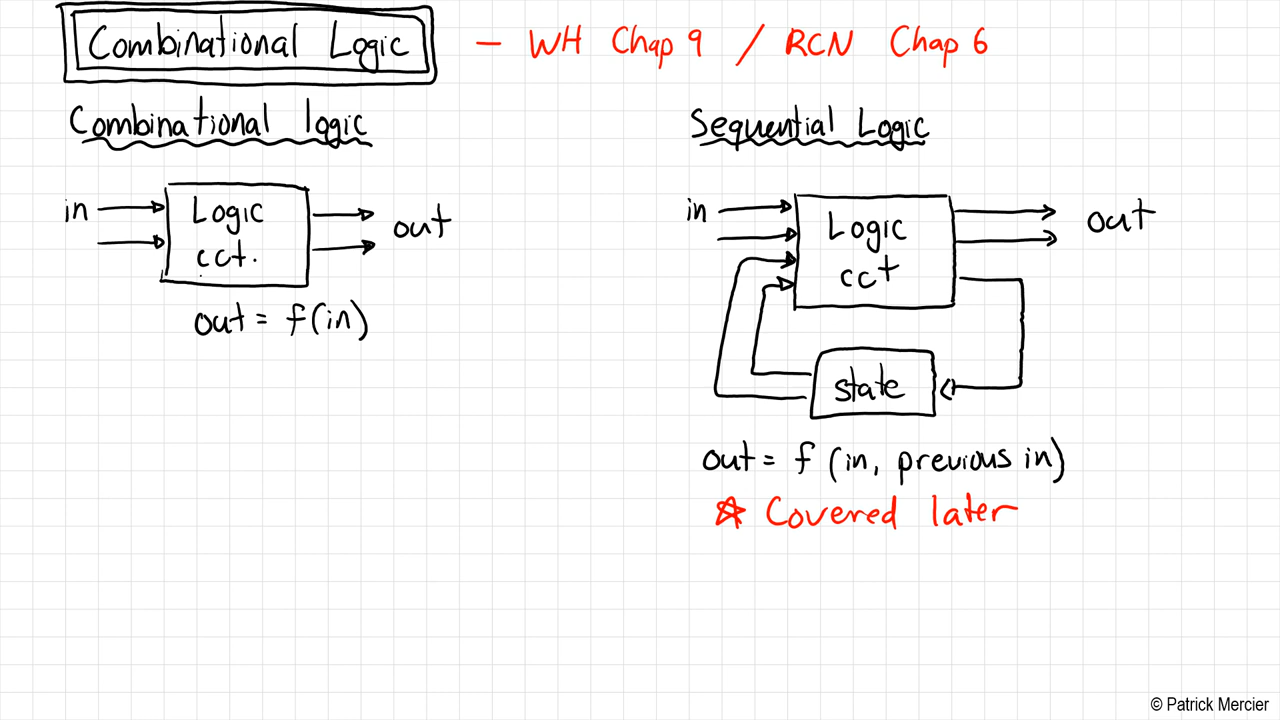 Combinational Logic - WH Chap 9 / RCN Chap 6
Combinational logic
in
Logic
cct.
out
out = f(in)
Sequential Logic
in
Logic
cct
out
state
out = f (in, previous in)
☆ Covered later
© Patrick Mercier